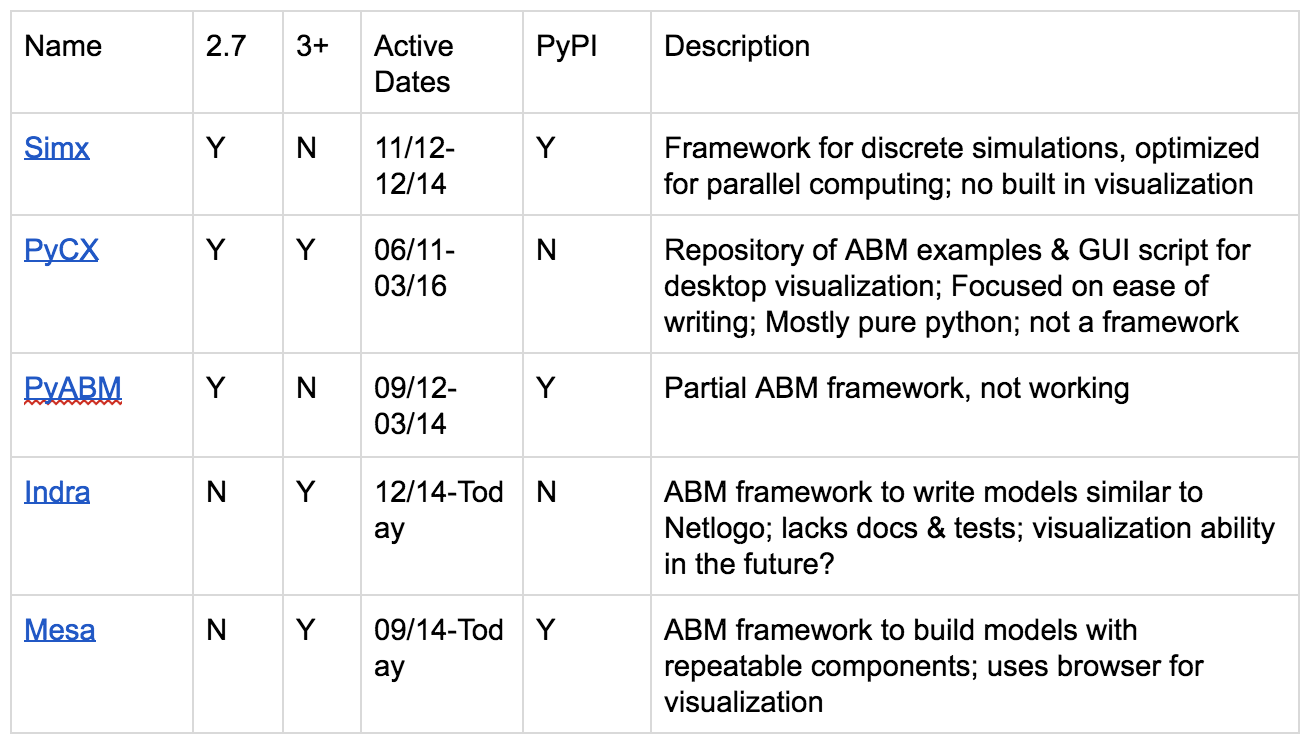 Name 2.7 3+ Active Dates PyPI Description
Simx Y N 11/12-12/14 Y Framework for discrete simulations, optimized
for parallel computing; no built in visualization
PyCX Y Y 06/11-03/16 N Repository of ABM examples & GUI script for
desktop visualization; Focused on ease of
writing; Mostly pure python; not a framework
PyABM Y N 09/12-03/14 Y Partial ABM framework, not working
Indra N Y 12/14-Today N ABM framework to write models similar to
Netlogo; lacks docs & tests; visualization ability
in the future?
Mesa N Y 09/14-Today Y ABM framework to build models with
repeatable components; uses browser for
visualization